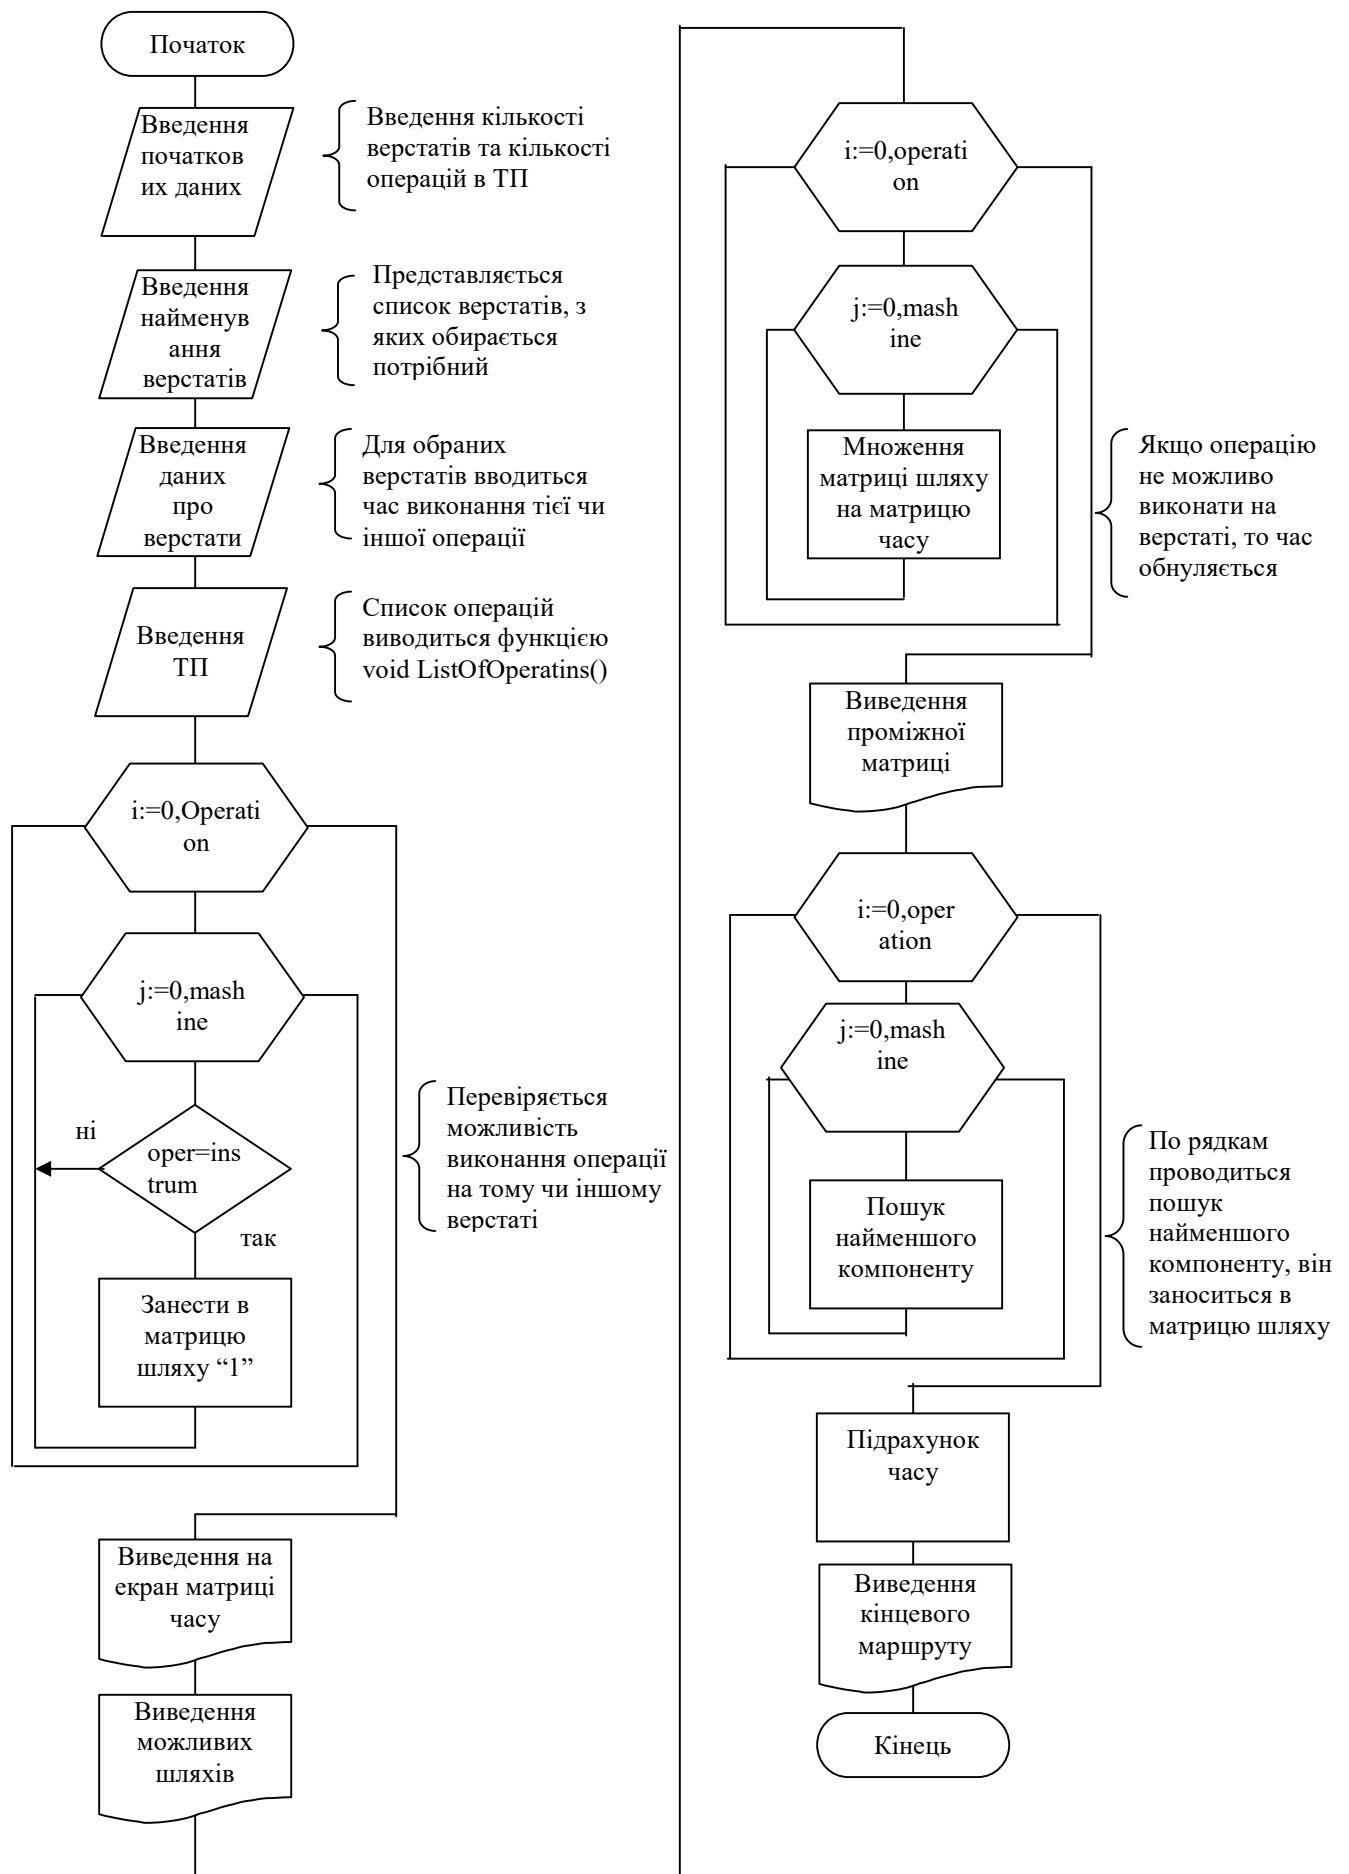 Початок
Введення
початков
их даних
Введення кількості
верстатів та кількості
операцій в ТП
Введення
найменув
ання
верстатів
Представляється
список верстатів, з
яких обирається
потрібний
Введення
даних
про
верстати
Для обраних
верстатів вводиться
час виконання тієї чи
іншої операції
Введення
ТП
Список операцій
виводиться функцією
void ListOfOperatins()
i:=0,Operati
on
j:=0,mash
ine
ні
oper=ins
trum
так
Занести в
матрицю
шляху “1”
Перевіряється
можливість
виконання операції
на тому чи іншому
верстаті
Виведення на
екран матриці
часу
Виведення
можливих
шляхів
i:=0,operati
on
j:=0,mash
ine
Множення
матриці шляху
на матрицю
часу
Якщо операцію
не можливо
виконати на
верстаті, то час
обнуляється
Виведення
проміжної
матриці
i:=0,oper
ation
j:=0,mash
ine
Пошук
найменшого
компоненту
По рядкам
проводиться
пошук
найменшого
компоненту, він
заноситься в
матрицю шляху
Підрахунок
часу
Виведення
кінцевого
маршруту
Кінець